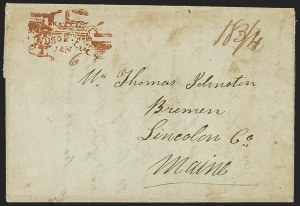 18 3/4
Mr Thomas Johnston
Bremen
Lincoln Co
Maine